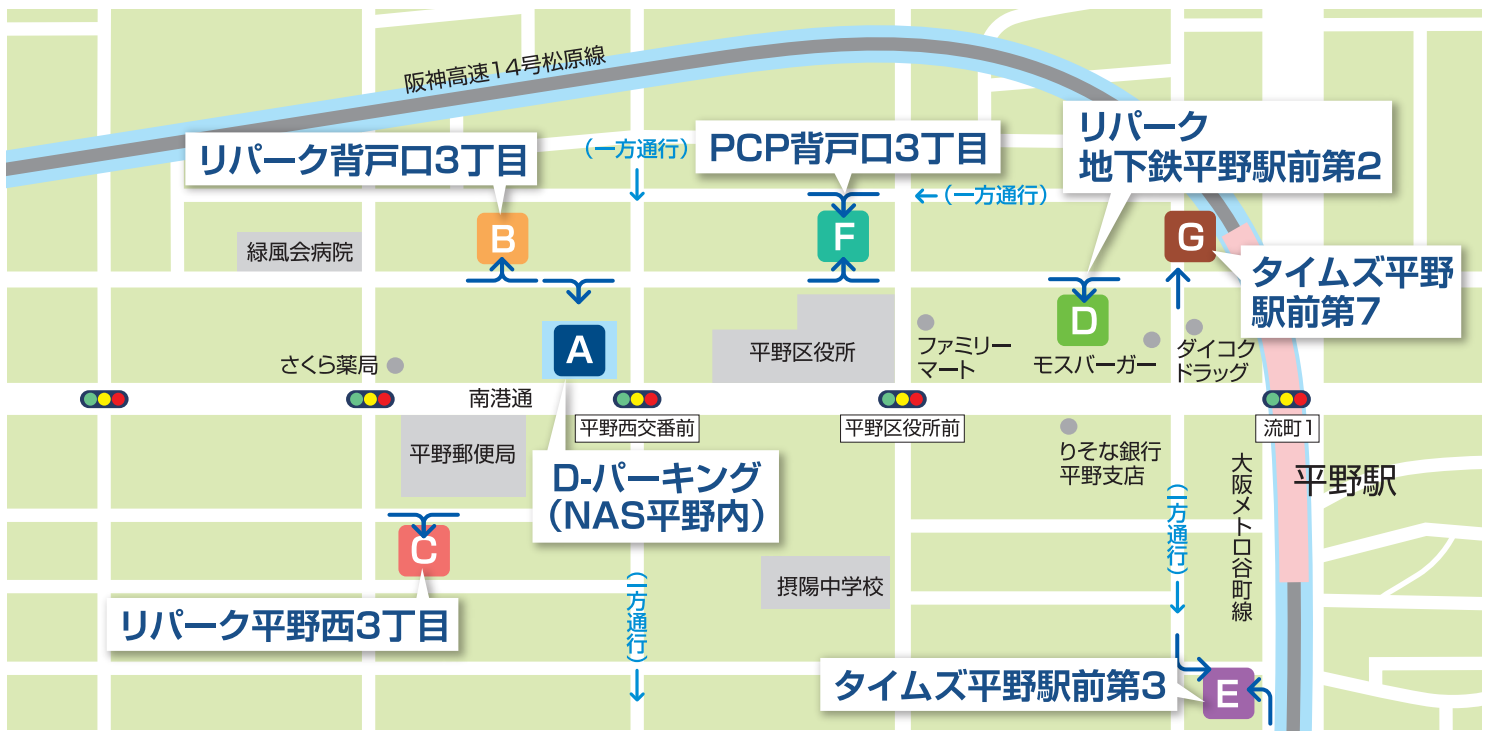 阪神高速14号松原線
リパーク背戸口3丁目
（一方通行）
PCP背戸口3丁目
リパーク
地下鉄平野駅前第2
（一方通行）
B
F
G
緑風会病院
タイムズ平野
駅前第7
A
D
平野区役所
ファミリー
マート
モスバーガー
ダイコク
ドラッグ
さくら薬局
南港通
平野西交番前
平野区役所前
流町1
平野郵便局
りそな銀行
平野支店
D-パーキング
（NAS平野内）
大阪メトロ谷町線
平野駅
（一方通行）
C
摂陽中学校
（一方通行）
リパーク平野西3丁目
タイムズ平野駅前第3
E